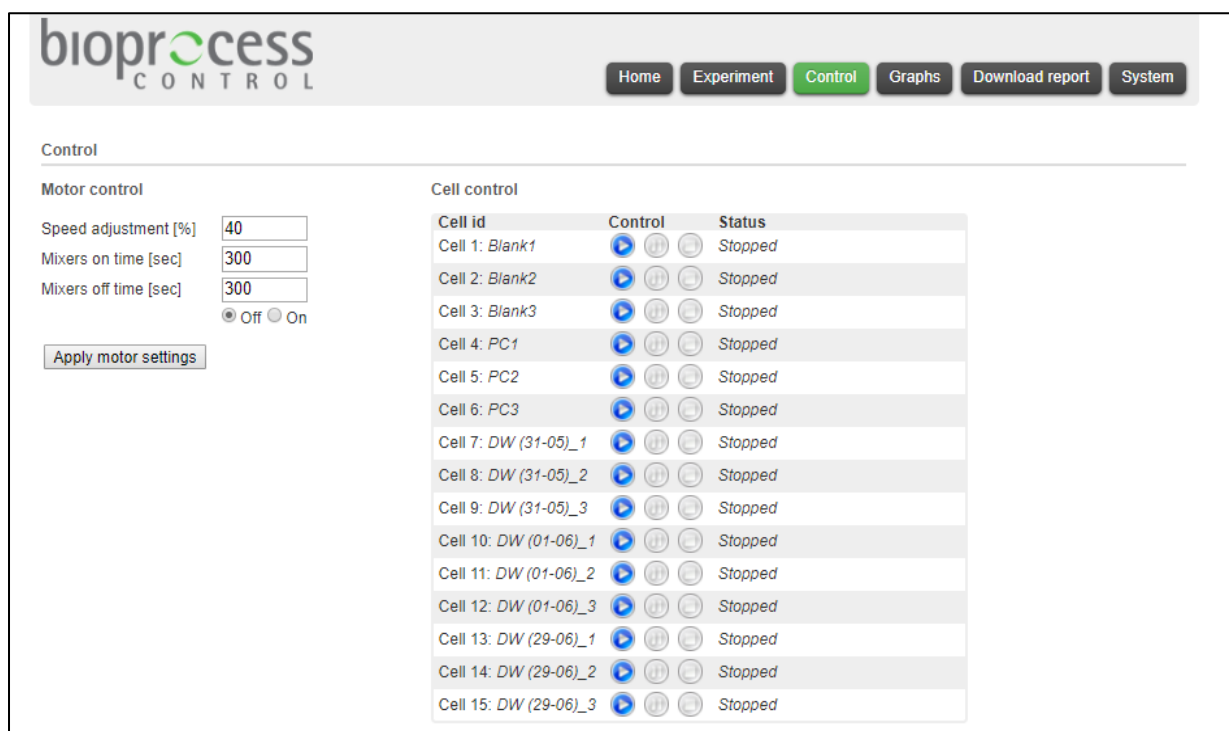 bioprocess
CONTROL
Home Experiment Control Graphs Download report System
Control
Motor control
Speed adjustment [%] 40
Mixers on time [sec] 300
Mixers off time [sec] 300
Off On
Apply motor settings
Cell control
Cell id Control Status
Cell 1: Blank1 Stopped
Cell 2: Blank2 Stopped
Cell 3: Blank3 Stopped
Cell 4: PC1 Stopped
Cell 5: PC2 Stopped
Cell 6: PC3 Stopped
Cell 7: DW (31-05)_1 Stopped
Cell 8: DW (31-05)_2 Stopped
Cell 9: DW (31-05)_3 Stopped
Cell 10: DW (01-06)_1 Stopped
Cell 11: DW (01-06)_2 Stopped
Cell 12: DW (01-06)_3 Stopped
Cell 13: DW (29-06)_1 Stopped
Cell 14: DW (29-06)_2 Stopped
Cell 15: DW (29-06)_3 Stopped